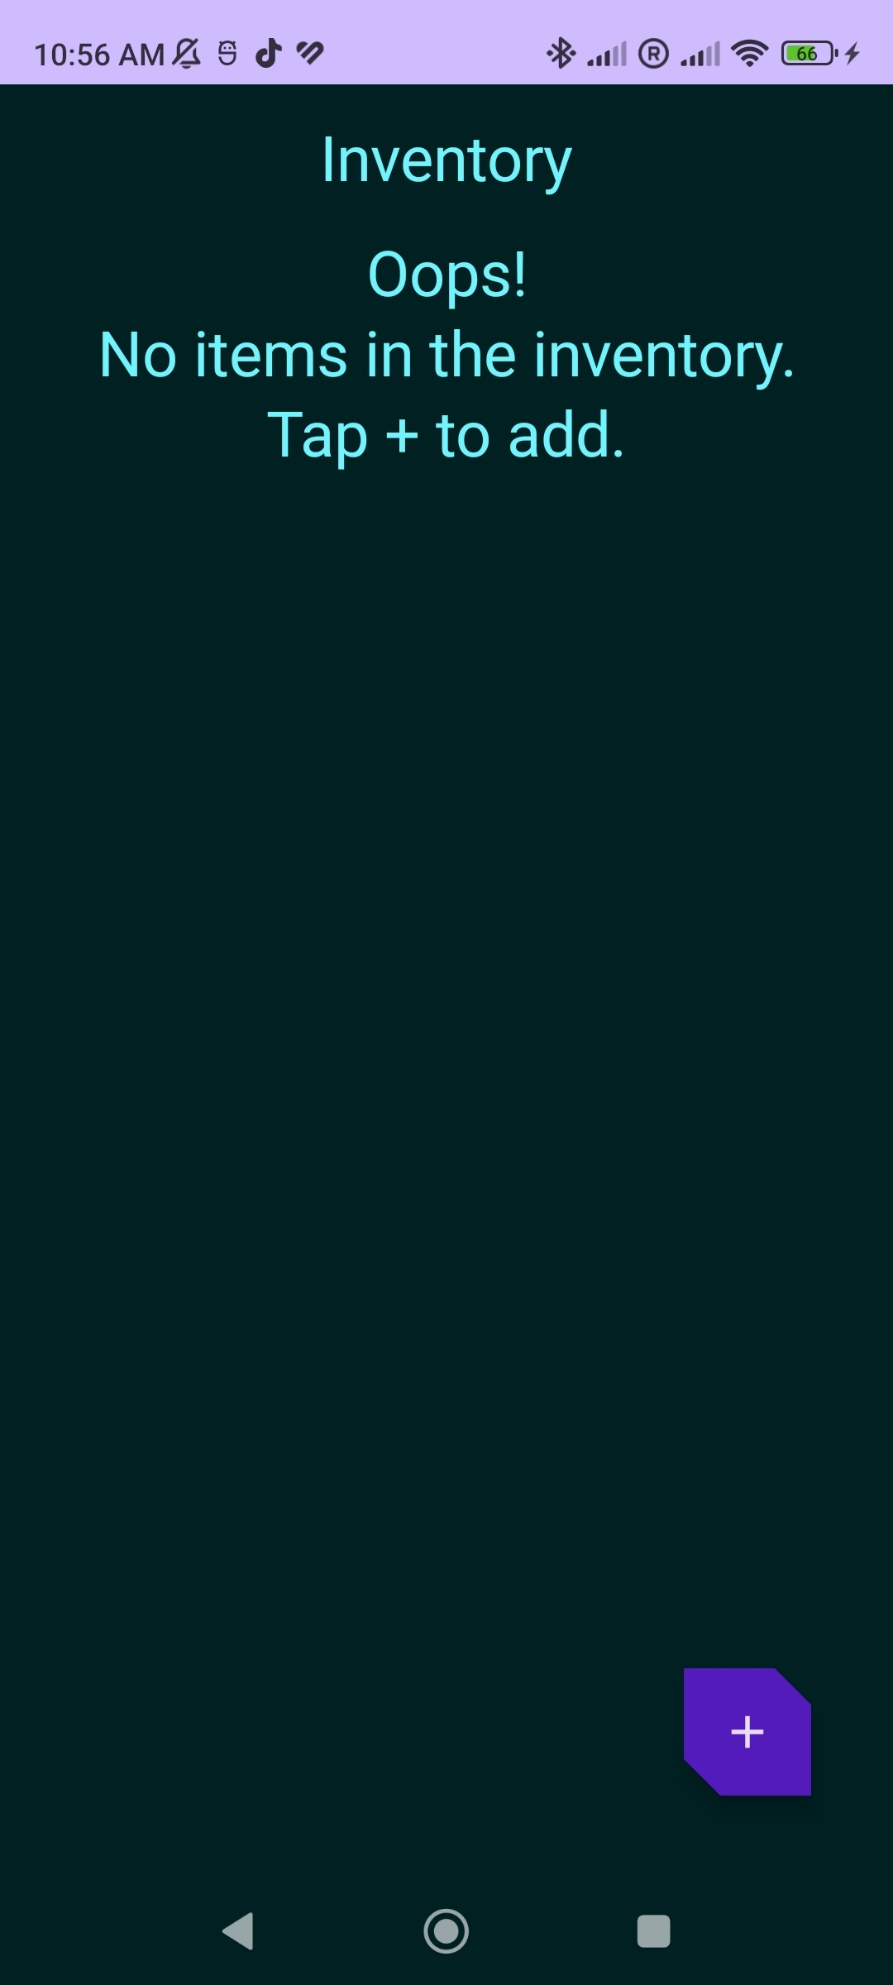 10:56 AM
66
Inventory
Oops!
No items in the inventory.
Tap + to add.
+